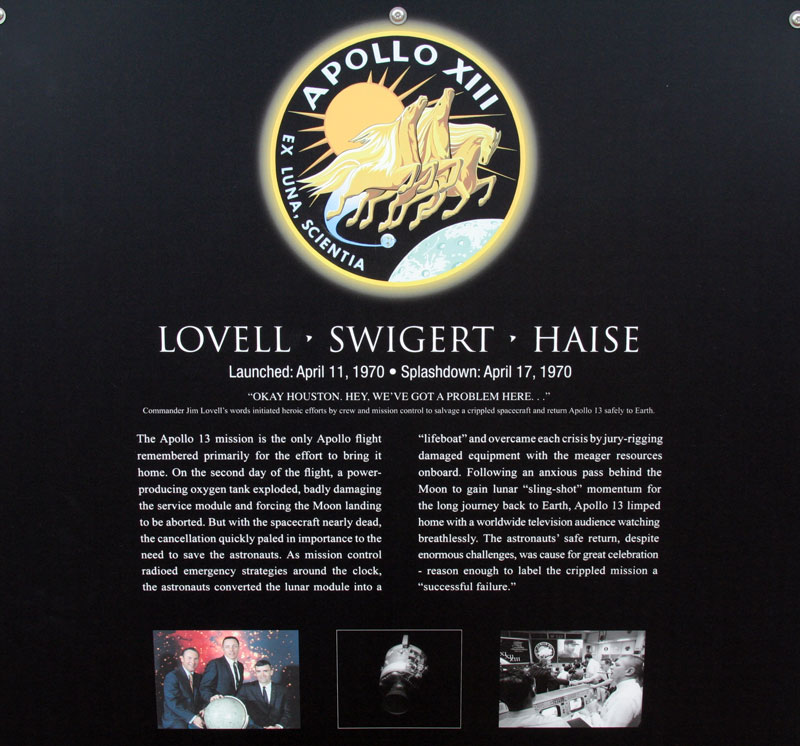 APOLLO XIII
EX LUNA, SCIENTIA
LOVELL · SWIGERT · HAISE
Launched: April 11, 1970 • Splashdown: April 17, 1970
“OKAY HOUSTON. HEY, WE’VE GOT A PROBLEM HERE. . .”
Commander Jim Lovell’s words initiated heroic efforts by crew and mission control to salvage a crippled spacecraft and return Apollo 13 safely to Earth.
The Apollo 13 mission is the only Apollo flight
remembered primarily for the effort to bring it
home. On the second day of the flight, a power-
producing oxygen tank exploded, badly damaging
the service module and forcing the Moon landing
to be aborted. But with the spacecraft nearly dead,
the cancellation quickly paled in importance to the
need to save the astronauts. As mission control
radioed emergency strategies around the clock,
the astronauts converted the lunar module into a
“lifeboat” and overcame each crisis by jury-rigging
damaged equipment with the meager resources
onboard. Following an anxious pass behind the
Moon to gain lunar “sling-shot” momentum for
the long journey back to Earth, Apollo 13 limped
home with a worldwide television audience watching
breathlessly. The astronauts’ safe return, despite
enormous challenges, was cause for great celebration
- reason enough to label the crippled mission a
“successful failure.”